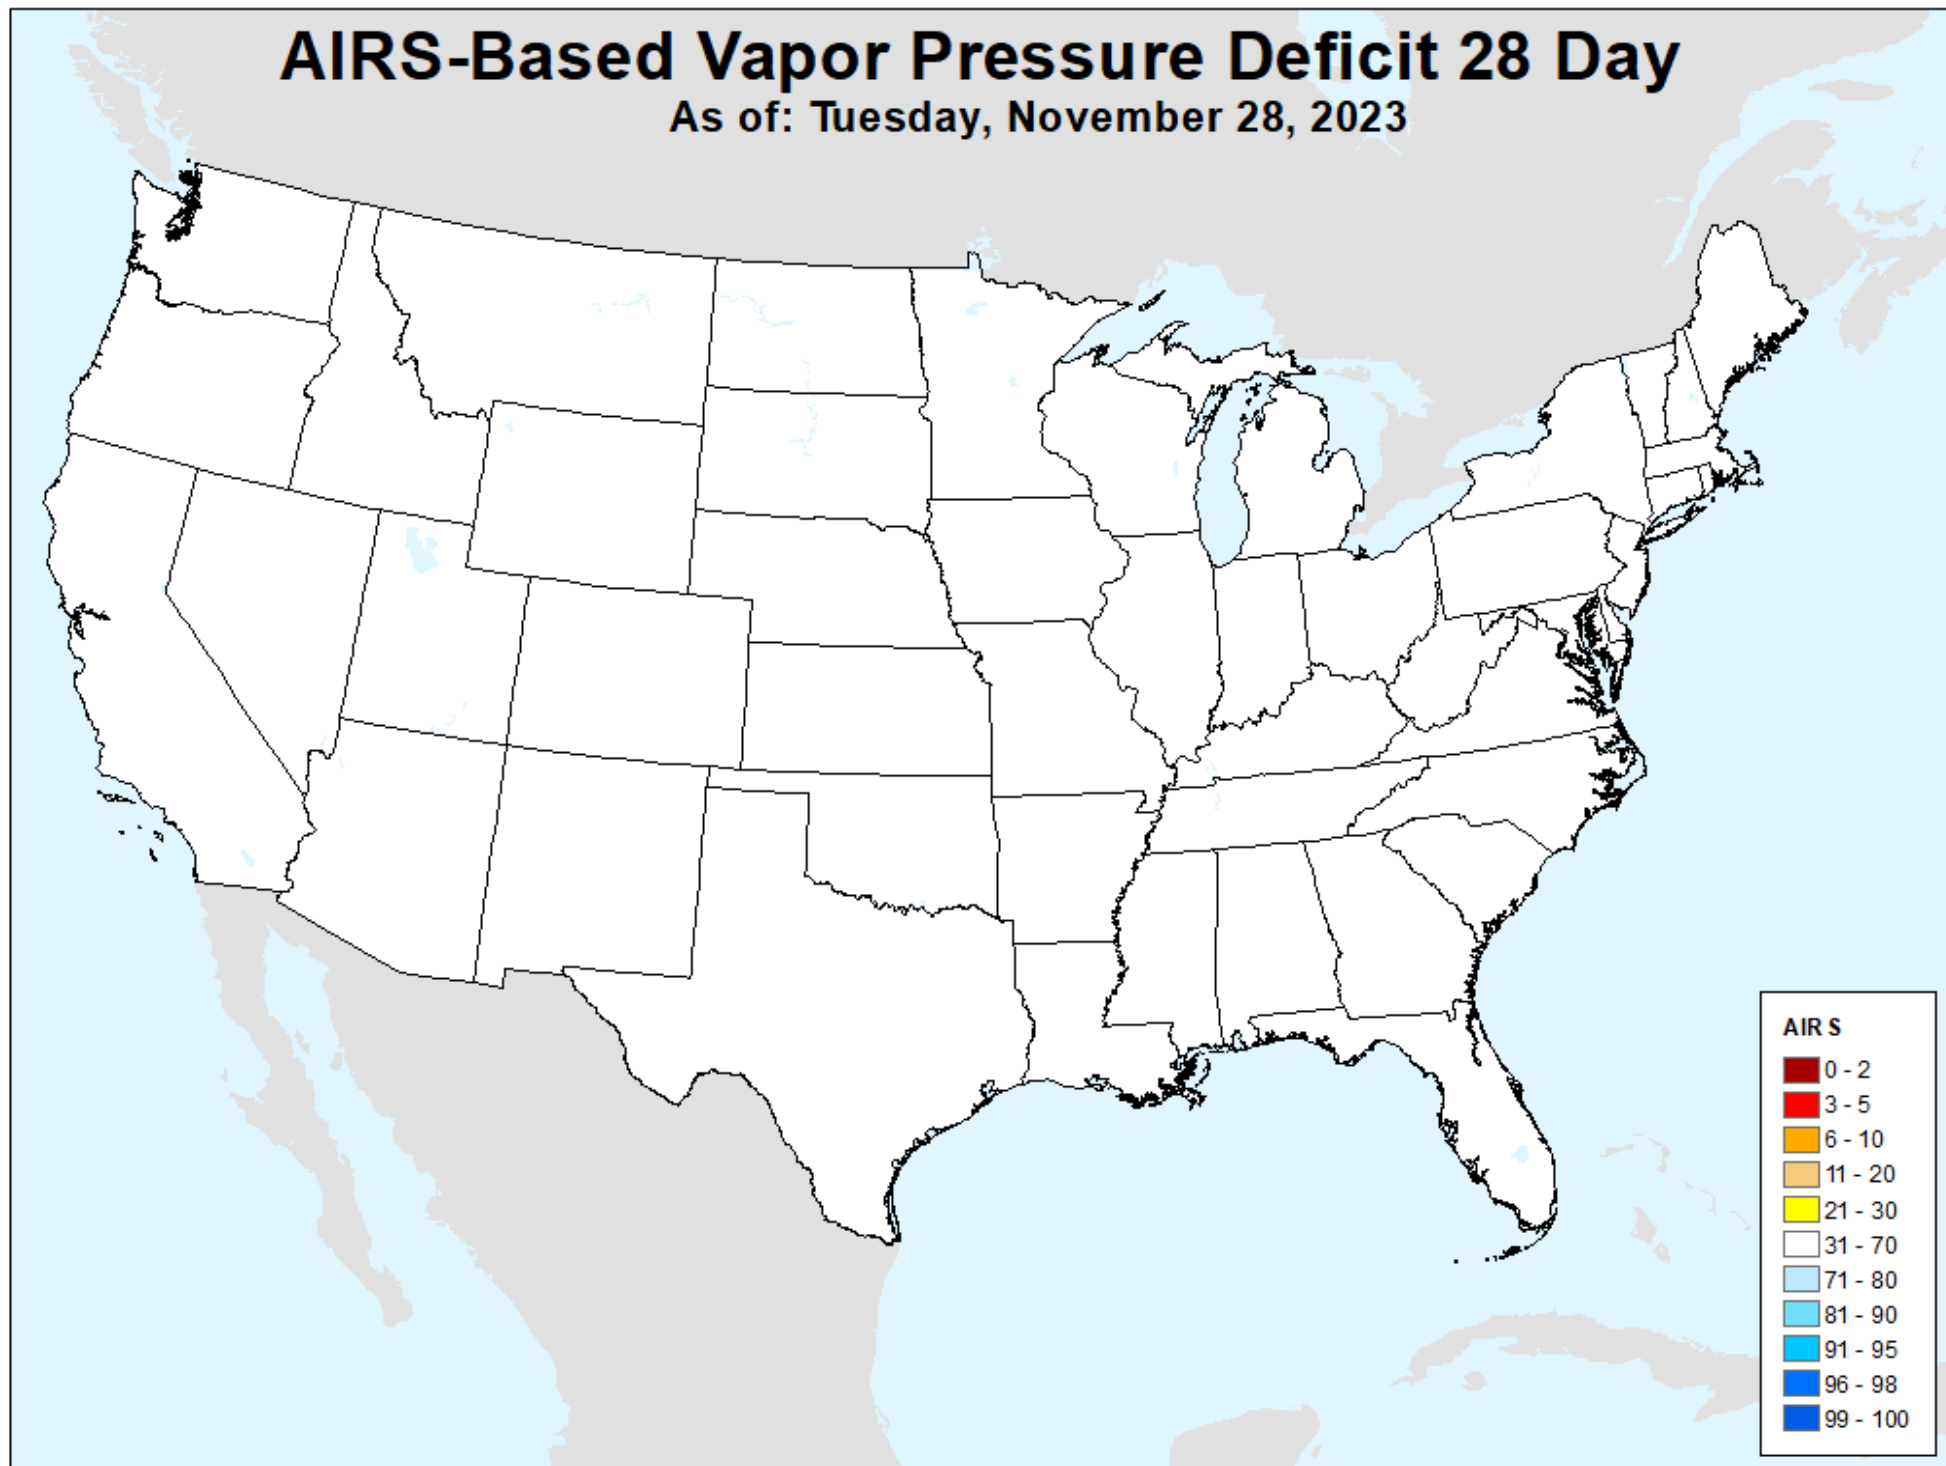 AIRS-Based Vapor Pressure Deficit 28 Day
As of: Tuesday, November 28, 2023
AIRS
0 - 2
3 - 5
6 - 10
11 - 20
21 - 30
31 - 70
71 - 80
81 - 90
91 - 95
96 - 98
99 - 100